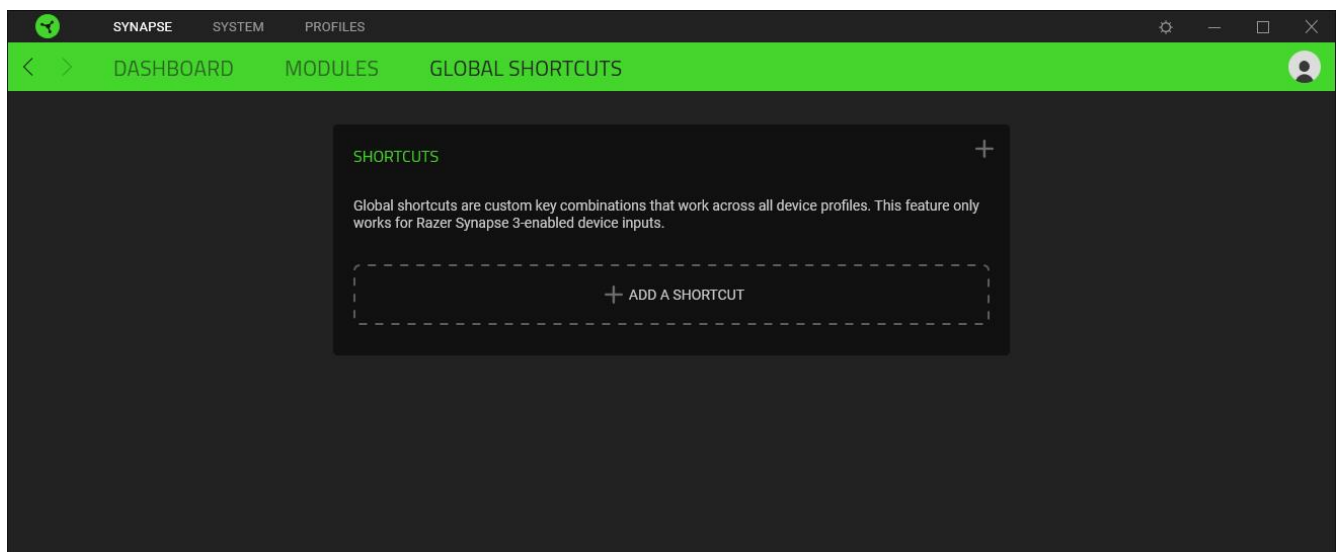 SYNAPSE SYSTEM PROFILES
DASHBOARD MODULES GLOBAL SHORTCUTS
SHORTCUTS
Global shortcuts are custom key combinations that work across all device profiles. This feature only
works for Razer Synapse 3-enabled device inputs.
ADD A SHORTCUT